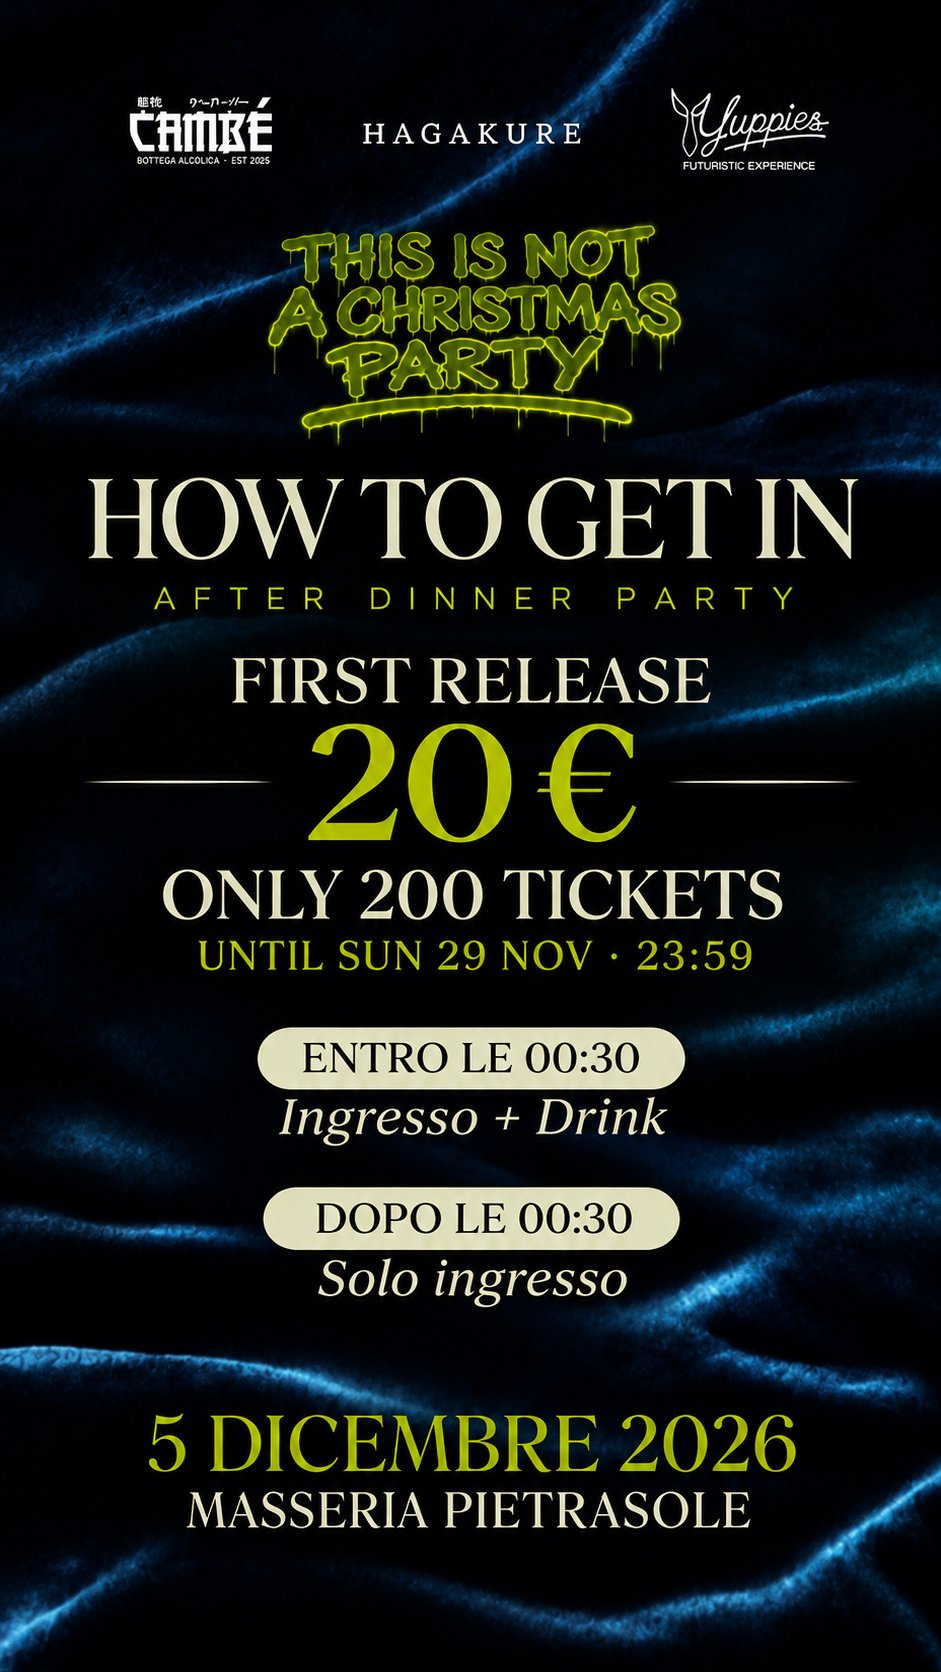 CAMBÉ
BOTTEGA ALCOLICA · EST 2025
HAGAKURE
Yuppies
FUTURISTIC EXPERIENCE
THIS IS NOT
A CHRISTMAS
PARTY
HOW TO GET IN
AFTER DINNER PARTY
FIRST RELEASE
20 €
ONLY 200 TICKETS
UNTIL SUN 29 NOV · 23:59
ENTRO LE 00:30
Ingresso + Drink
DOPO LE 00:30
Solo ingresso
5 DICEMBRE 2026
MASSERIA PIETRASOLE